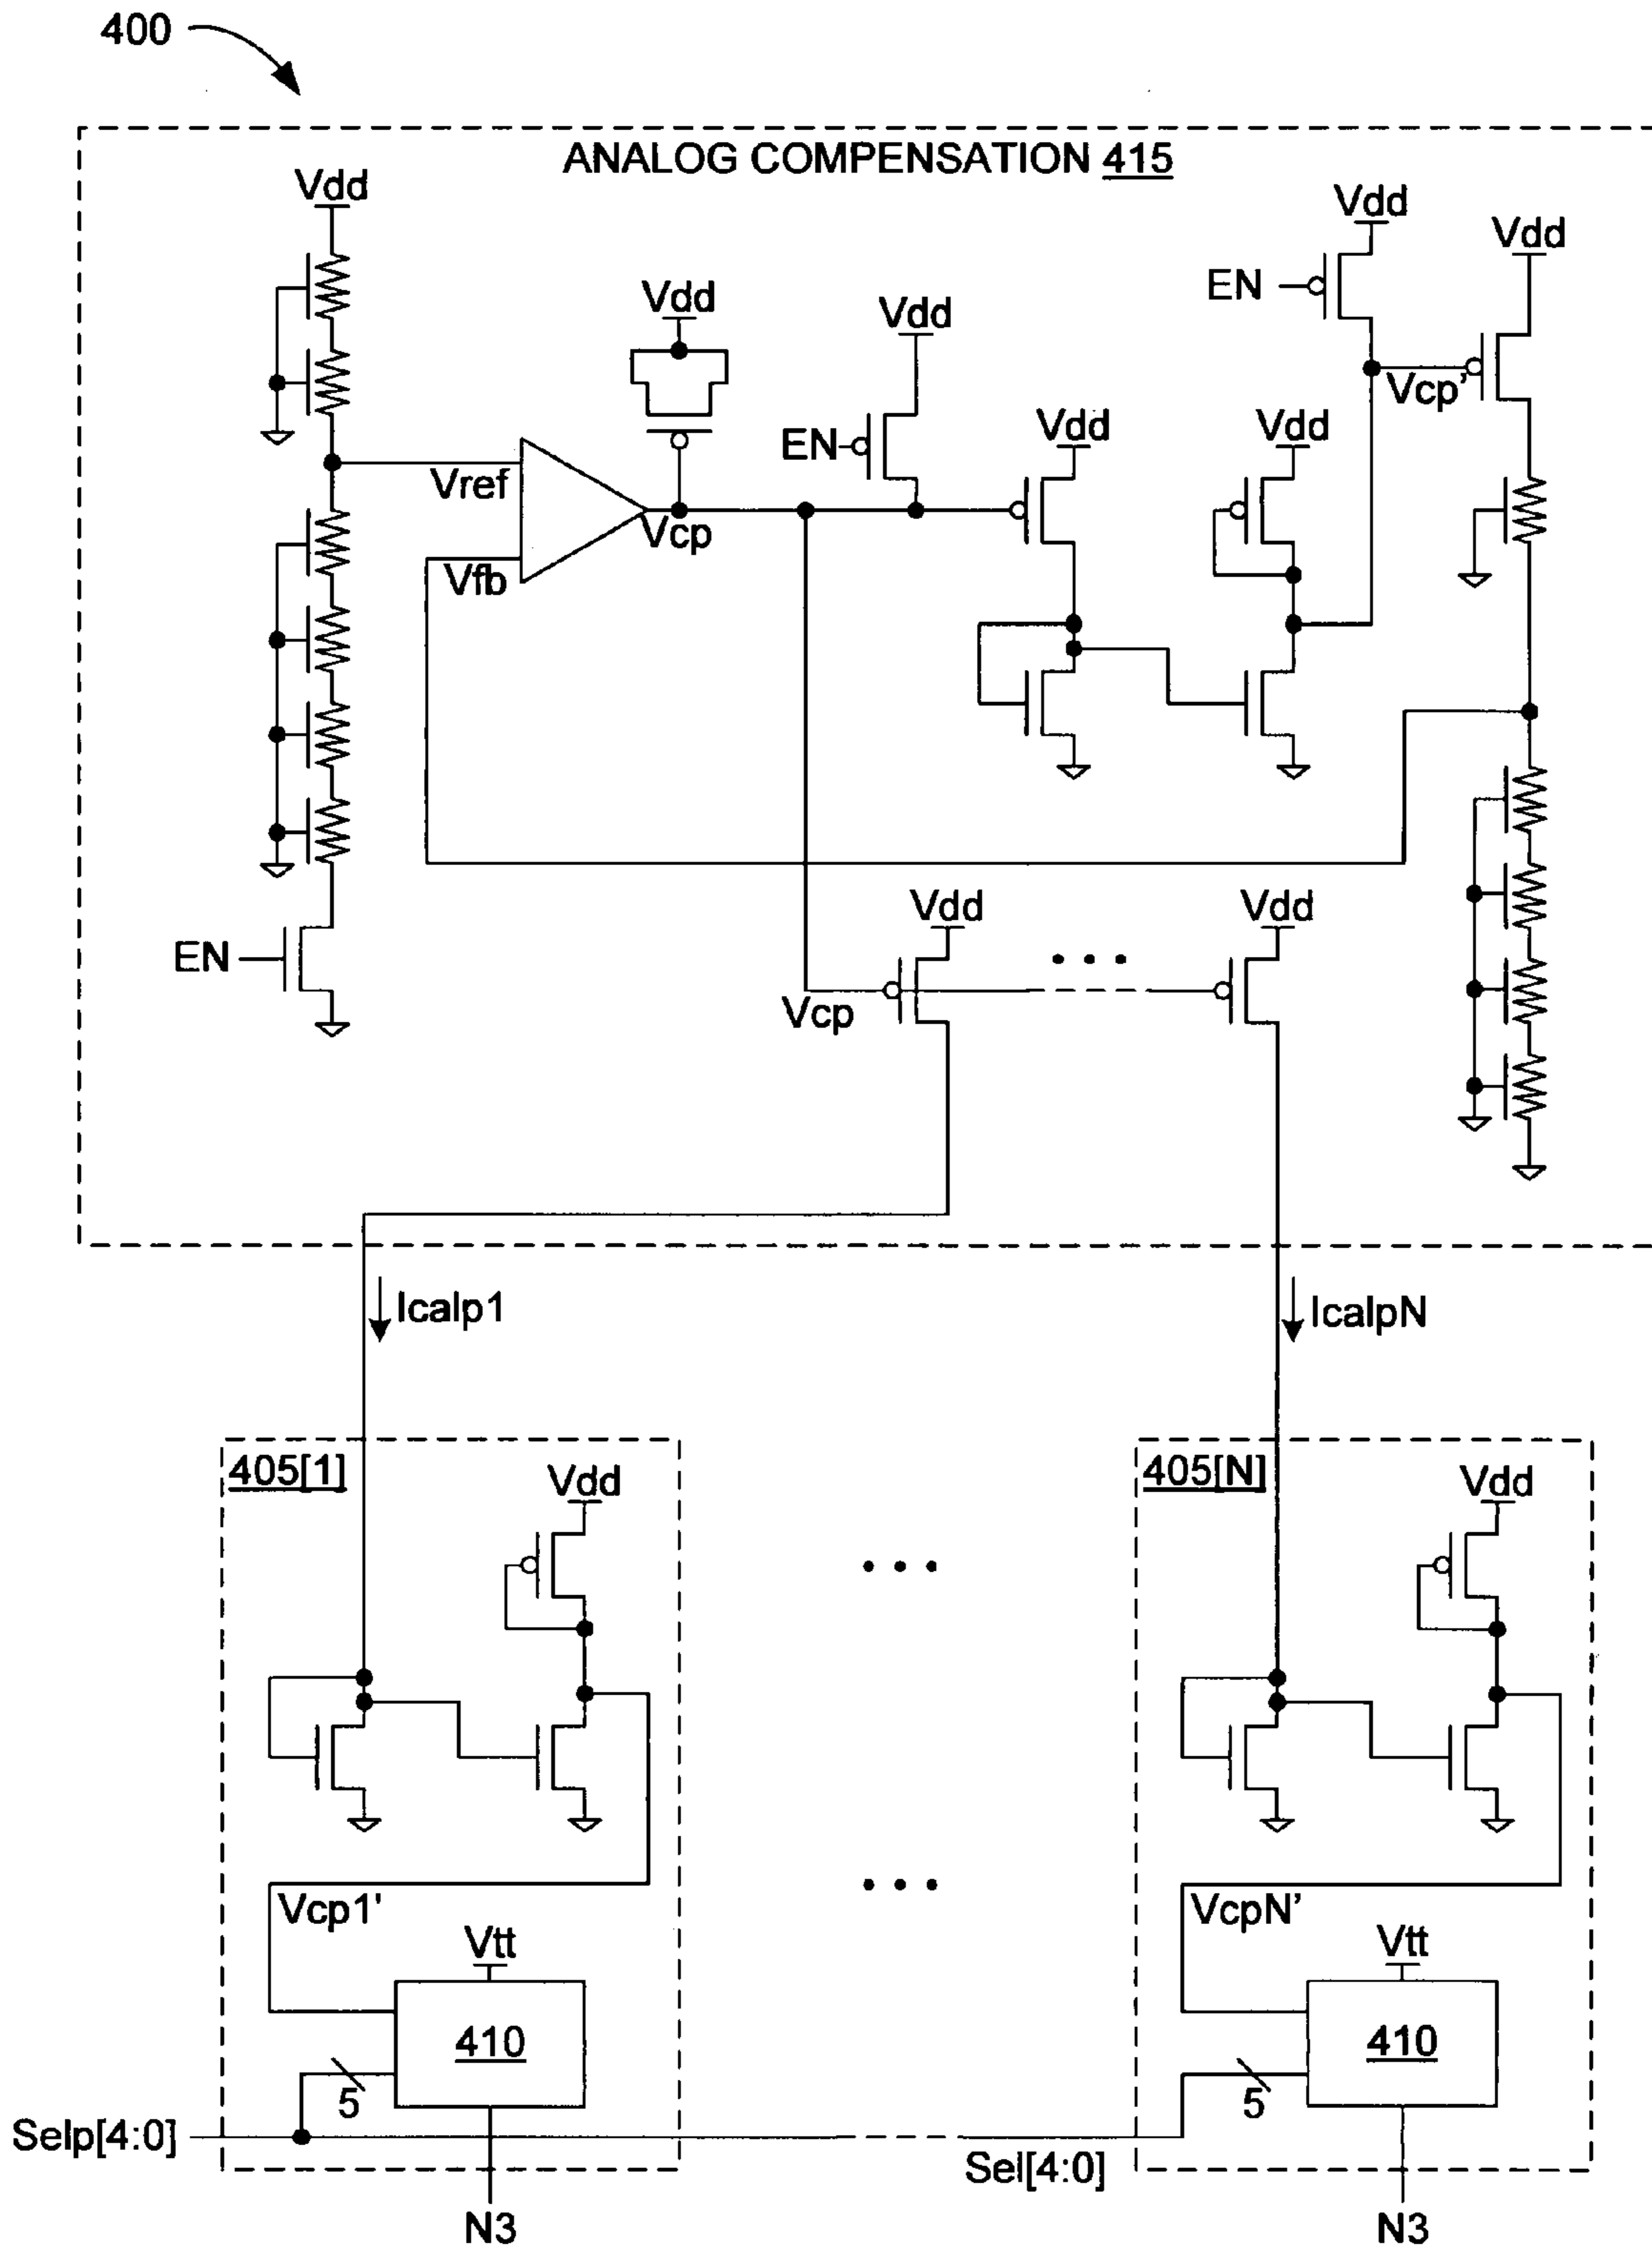 400
ANALOG COMPENSATION 415
Vdd
Vdd
Vdd
Vdd
Vdd
EN
Vcp'
EN
Vdd
Vdd
Vref
Vcp
Vfb
EN
Vdd
Vdd
• • •
Vcp
Icalp1
IcalpN
405[1]
Vdd
• • •
405[N]
Vdd
Vcp1'
• • •
VcpN'
Vtt
410
5
Vtt
410
5
Selp[4:0]
Sel[4:0]
N3
N3